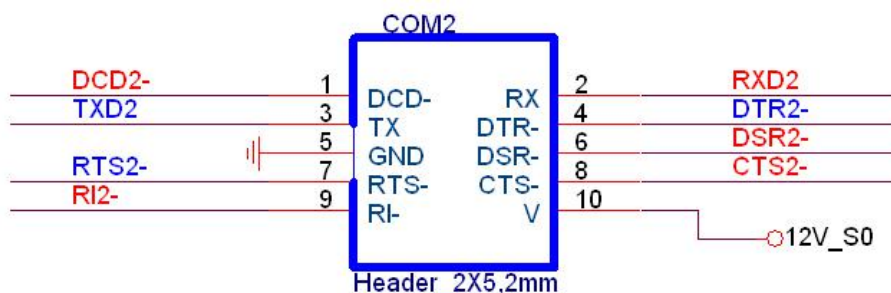 COM2
DCD2- 1 DCD- RX 2 RXD2
TXD2 3 TX DTR- 4 DTR2-
5 GND DSR- 6 DSR2-
RTS2- 7 RTS- CTS- 8 CTS2-
RI2- 9 RI- V 10
12V_S0
Header 2X5,2mm